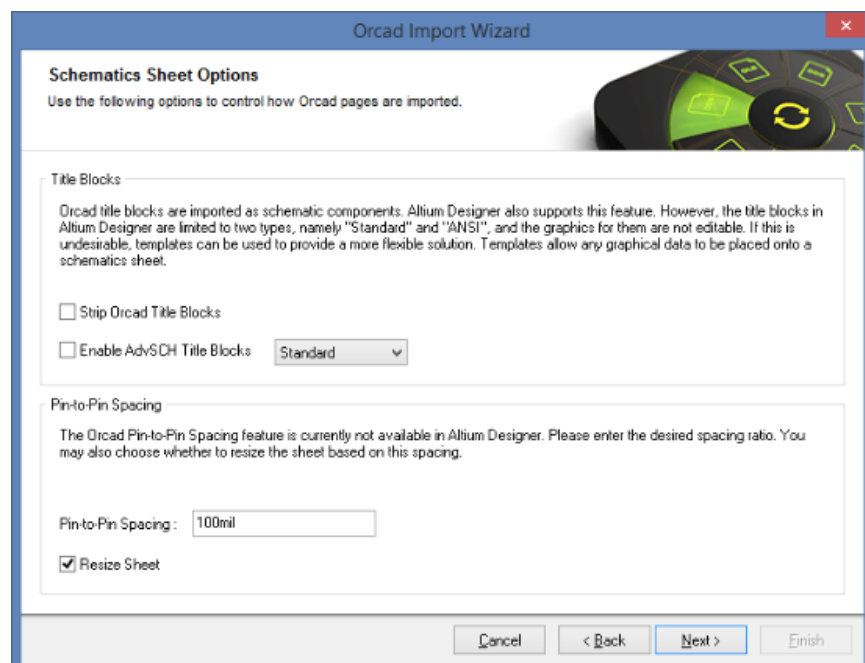 Orcad Import Wizard
Schematics Sheet Options
Use the following options to control how Orcad pages are imported.
Title Blocks
Orcad title blocks are imported as schematic components. Altium Designer also supports this feature. However, the title blocks in
Altium Designer are limited to two types, namely "Standard" and "ANSI", and the graphics for them are not editable. If this is
undesirable, templates can be used to provide a more flexible solution. Templates allow any graphical data to be placed onto a
schematics sheet.
Strip Orcad Title Blocks
Enable AdvSCH Title Blocks Standard
Pin-to-Pin Spacing
The Orcad Pin-to-Pin Spacing feature is currently not available in Altium Designer. Please enter the desired spacing ratio. You
may also choose whether to resize the sheet based on this spacing.
Pin-to-Pin Spacing : 100mil
Resize Sheet
Cancel < Back Next > Finish